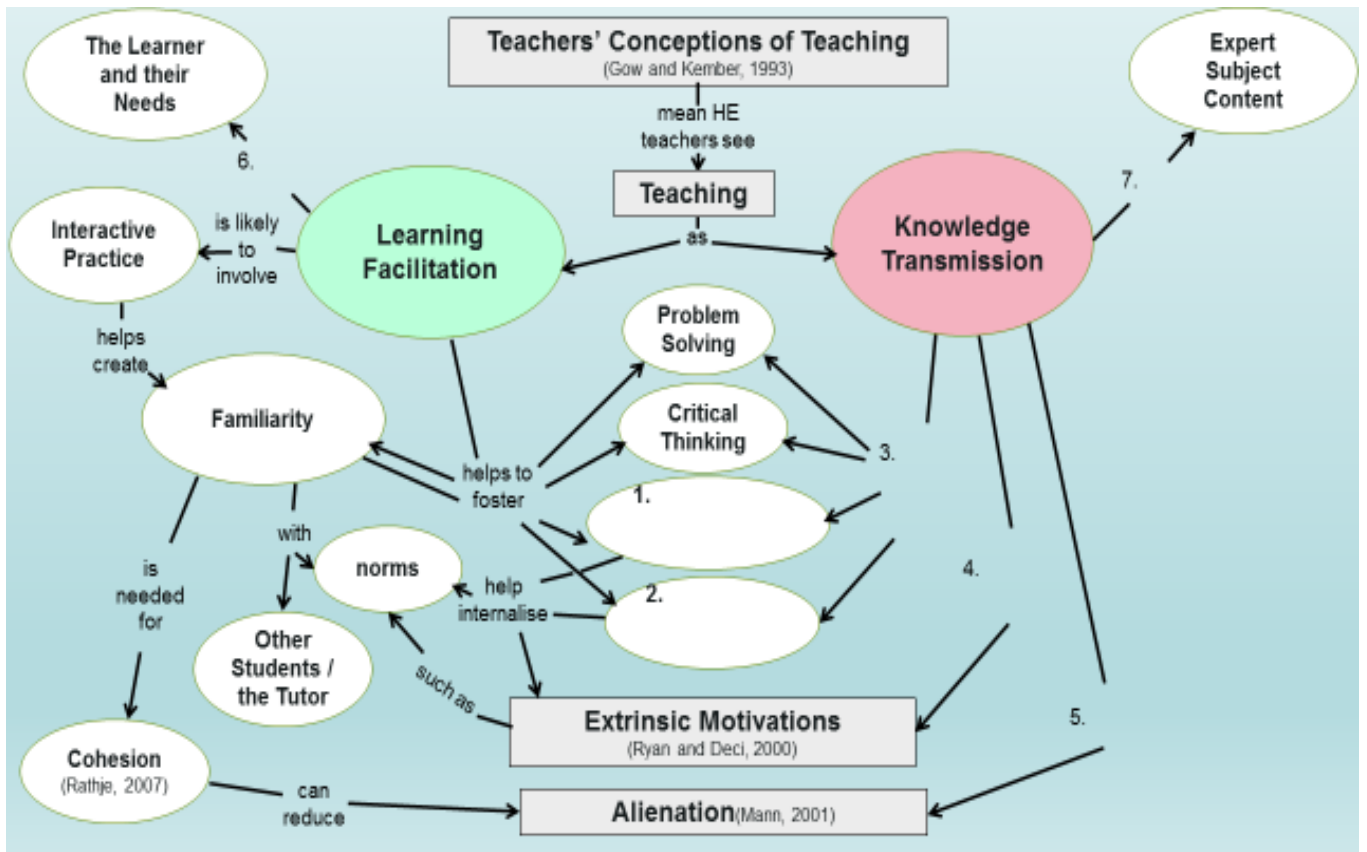 The Learner
and their
Needs
Teachers' Conceptions of Teaching
(Gow and Kember, 1993)
Expert
Subject
Content
mean HE
teachers see
6.
7.
Teaching
as
Interactive
Practice
is likely
to
involve
Learning
Facilitation
Knowledge
Transmission
helps
create
Problem
Solving
Familiarity
Critical
Thinking
helps to
foster
3.
1.
with
norms
help
internalise
2.
4.
is
needed
for
Other
Students /
the Tutor
such as
Extrinsic Motivations
(Ryan and Deci, 2000)
5.
Cohesion
(Rathje, 2007)
can
reduce
Alienation(Mann, 2001)